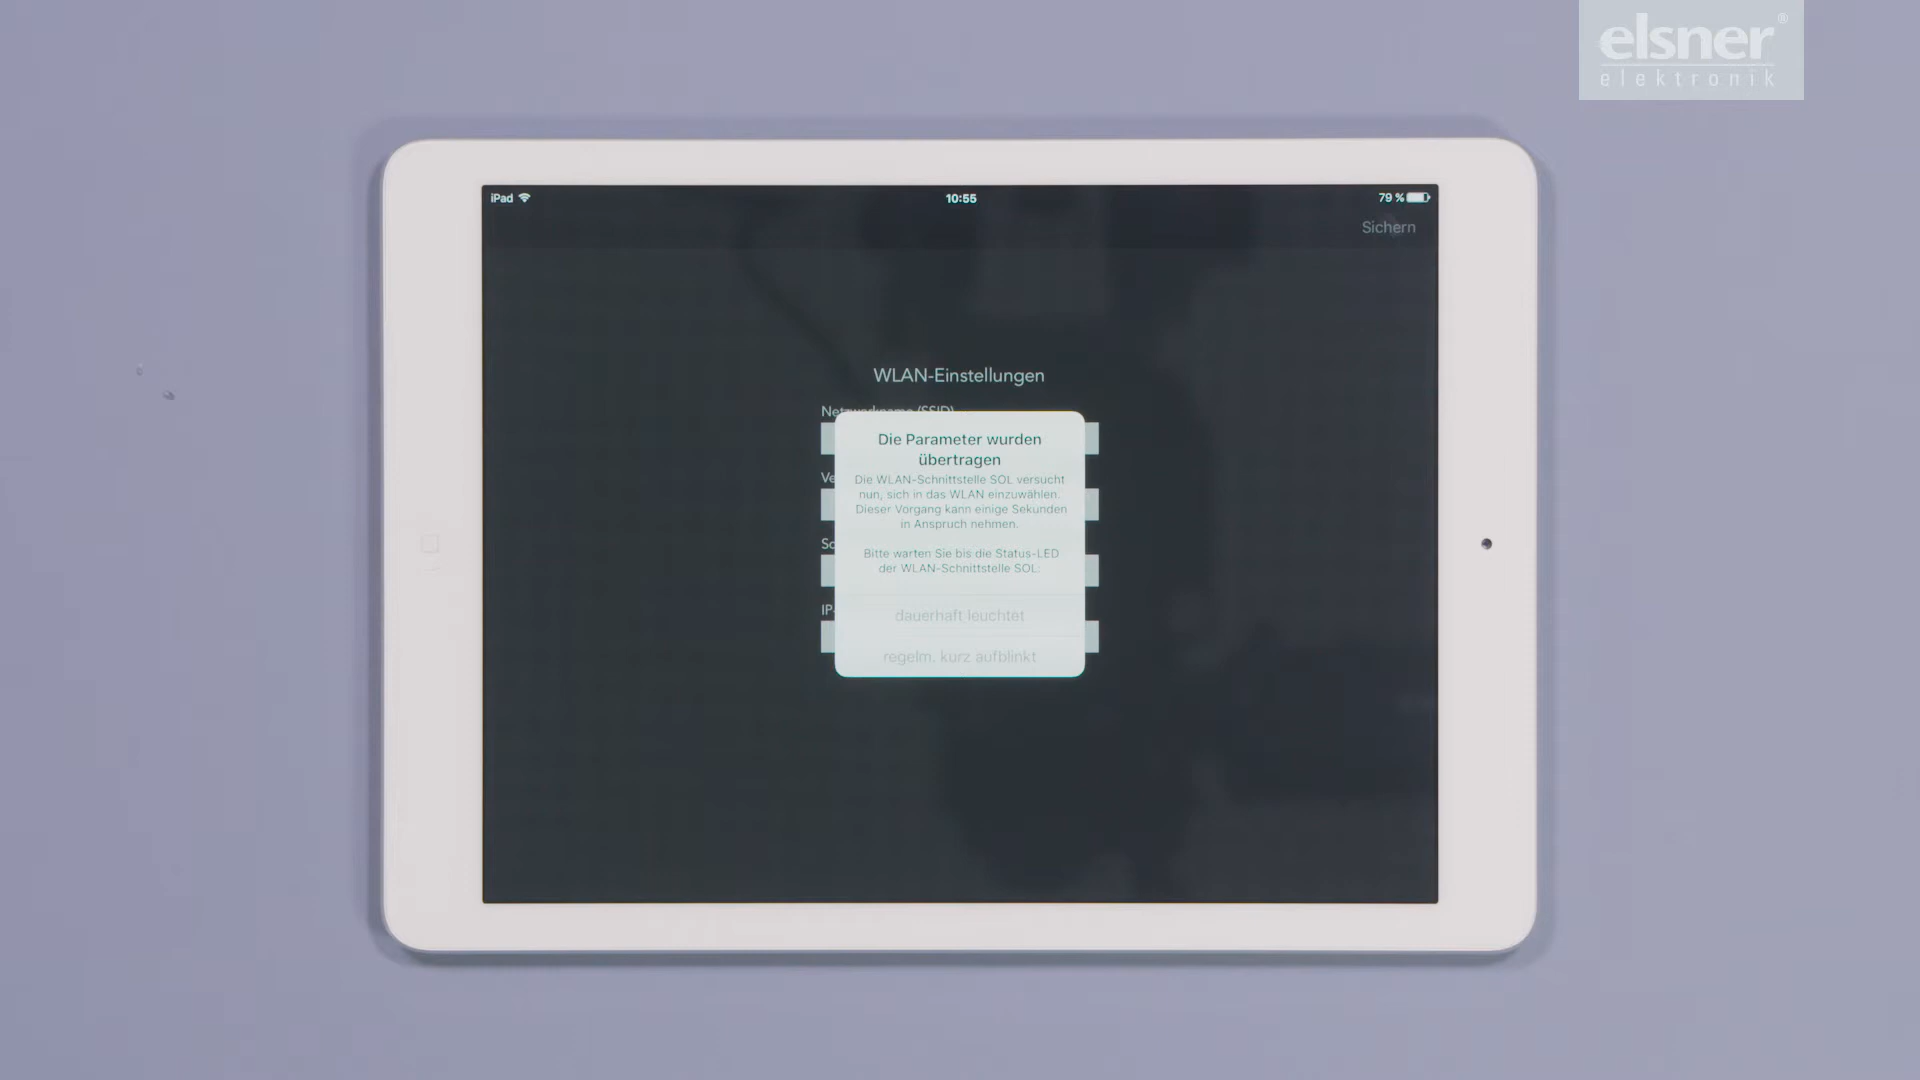 elsner®
elektronik
iPad
10:55
79 %
Sichern
WLAN-Einstellungen
Netzwerkname (SSID)
Die Parameter wurden
übertragen
Die WLAN-Schnittstelle SOL versucht
nun, sich in das WLAN einzuwählen.
Dieser Vorgang kann einige Sekunden
in Anspruch nehmen.
Bitte warten Sie bis die Status-LED
der WLAN-Schnittstelle SOL:
dauerhaft leuchtet
regelm. kurz aufblinkt